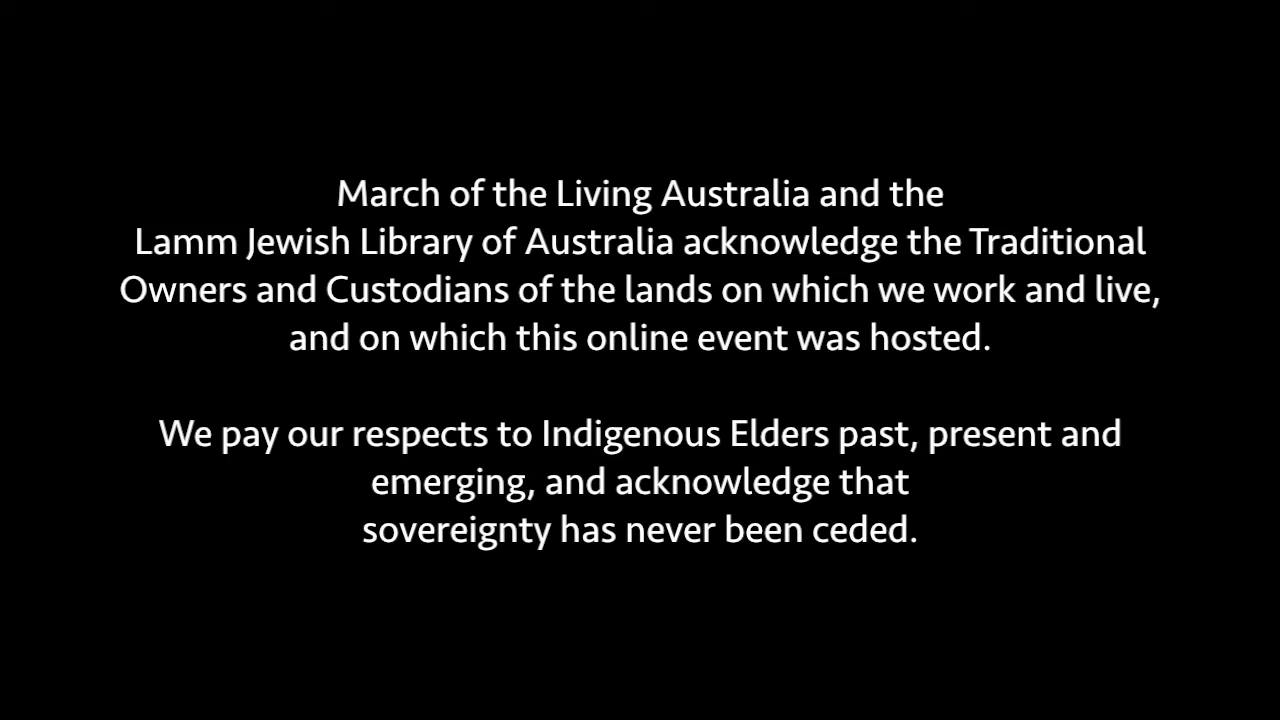 March of the Living Australia and the
Lamm Jewish Library of Australia acknowledge the Traditional
Owners and Custodians of the lands on which we work and live,
and on which this online event was hosted.
We pay our respects to Indigenous Elders past, present and
emerging, and acknowledge that
sovereignty has never been ceded.